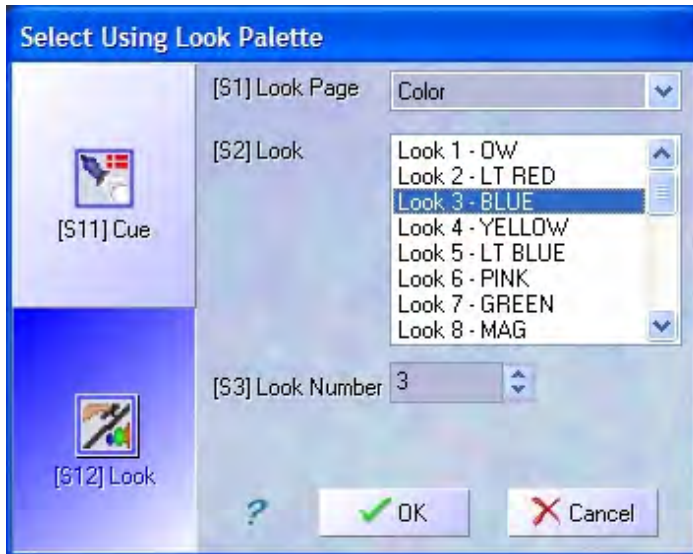 Select Using Look Palette
[S11] Cue
[S12] Look
[S1] Look Page
Color
[S2] Look
Look 1 - OW
Look 2 - LT RED
Look 3 - BLUE
Look 4 - YELLOW
Look 5 - LT BLUE
Look 6 - PINK
Look 7 - GREEN
Look 8 - MAG
[S3] Look Number
3
?
OK
Cancel